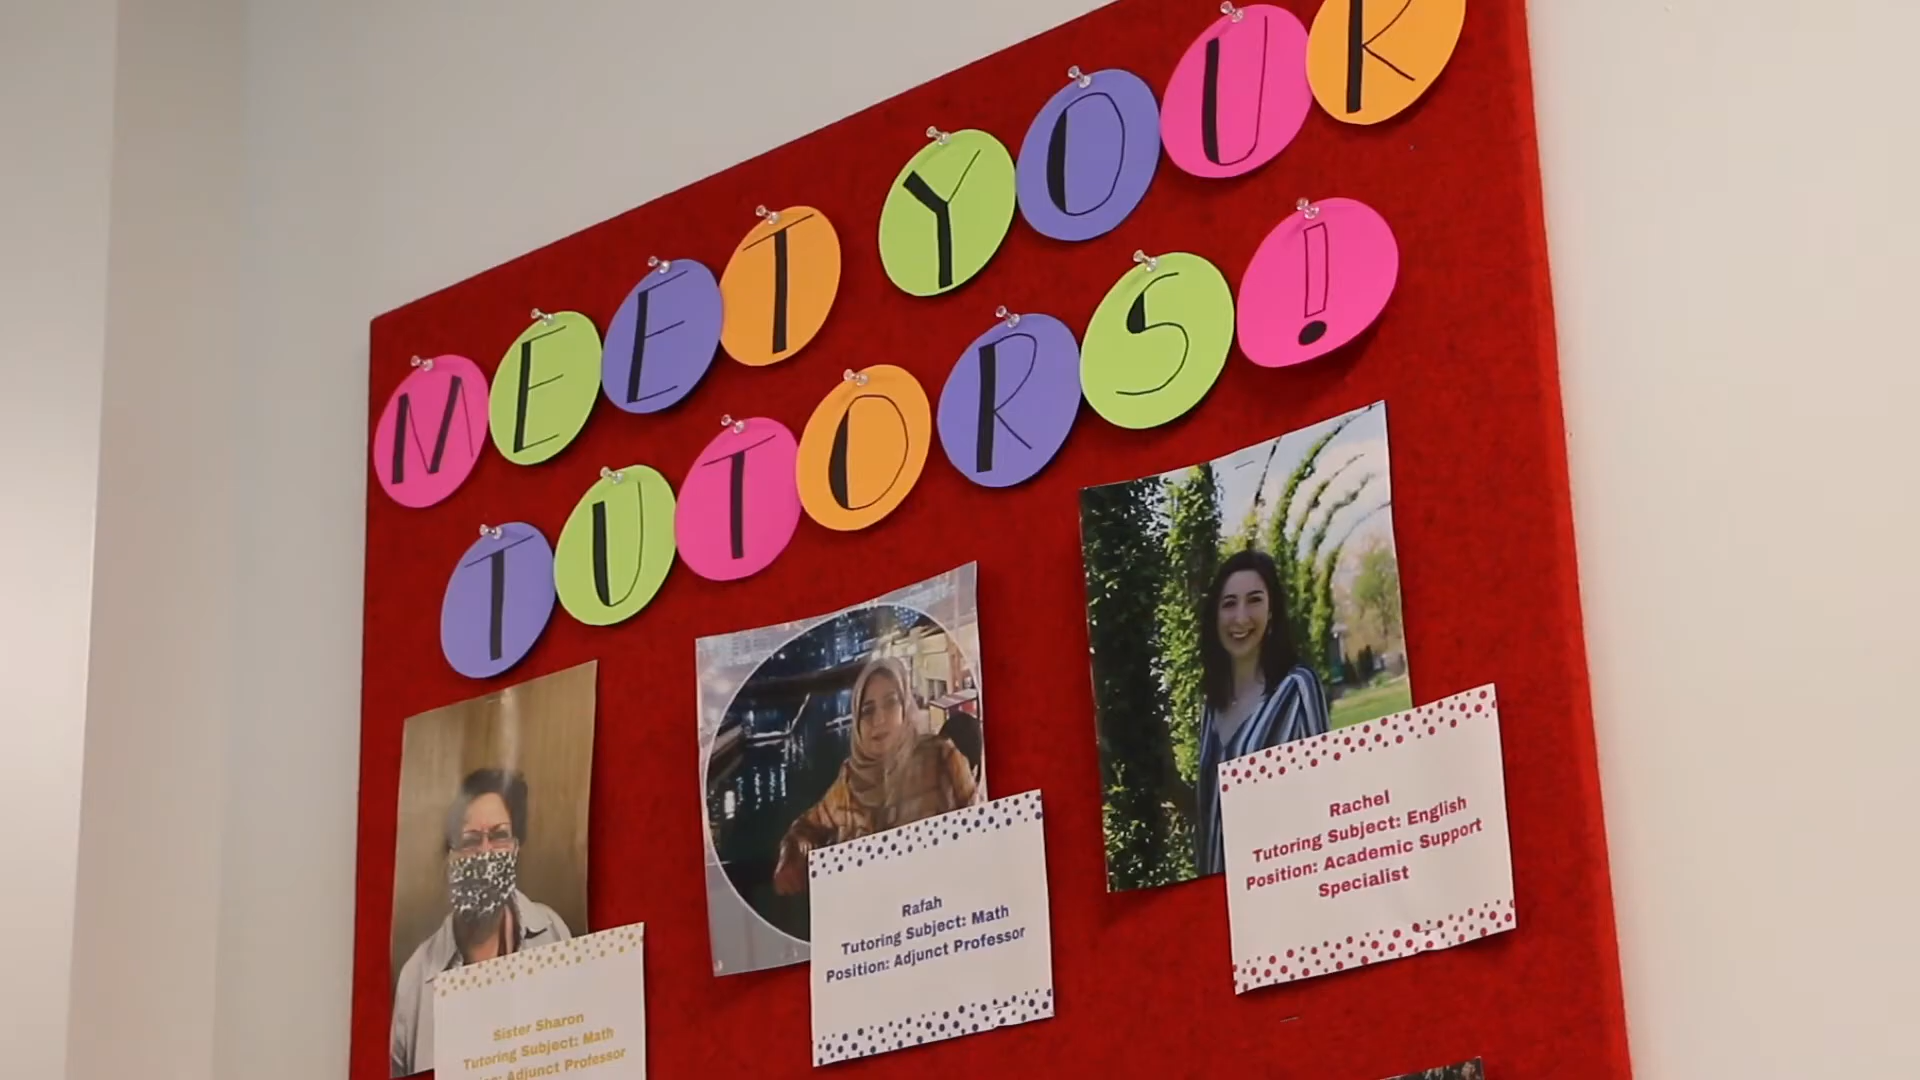 MEET YOUR
TUTORS!
Rachel
Tutoring Subject: English
Position: Academic Support
Specialist
Rafah
Tutoring Subject: Math
Position: Adjunct Professor
Sister Sharon
Tutoring Subject: Math
Adjunct Professor